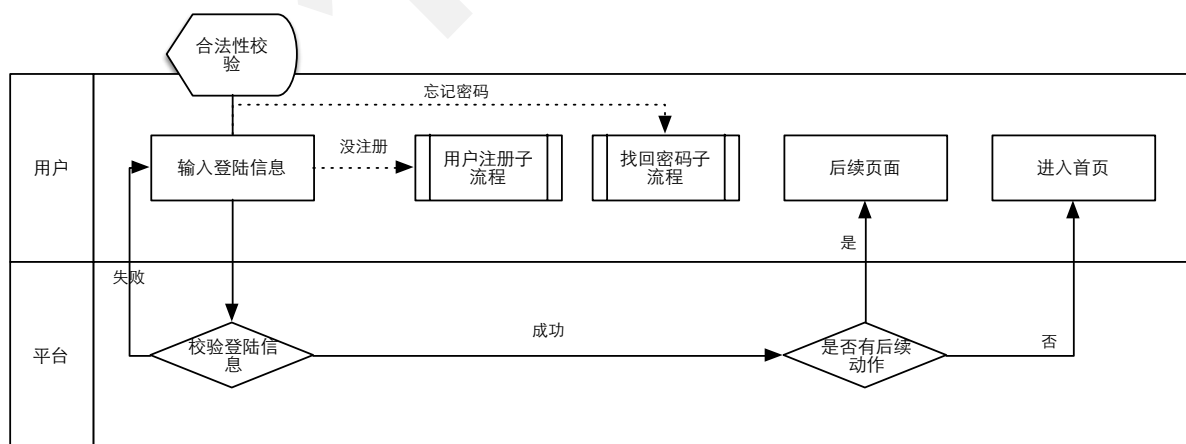 合法性校
验
忘记密码
用户
输入登陆信息
没注册
用户注册子
流程
找回密码子
流程
后续页面
进入首页
是
失败
平台
校验登陆信
息
成功
是否有后续
动作
否